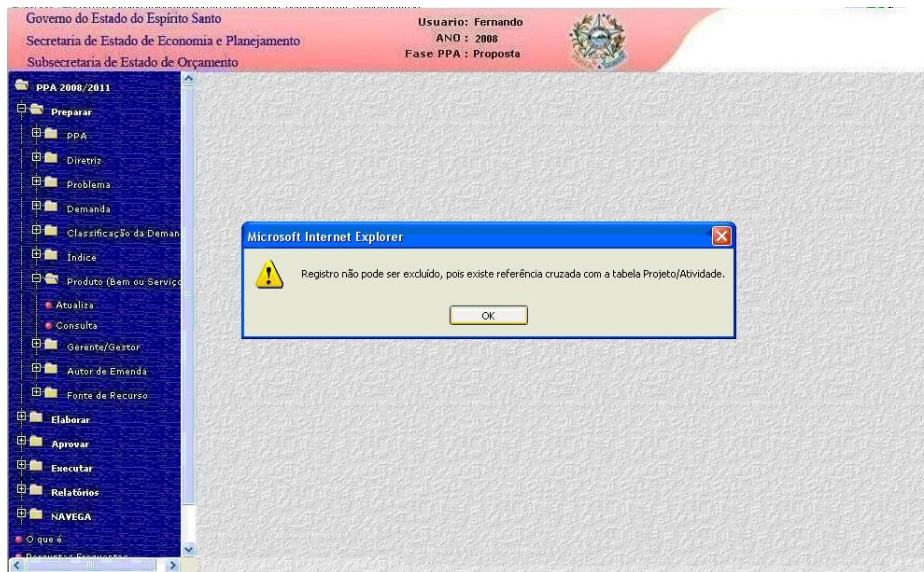 Governo do Estado do Espírito Santo
Secretaria de Estado de Economia e Planejamento
Subsecretaria de Estado de Orçamento
Usuario: Fernando
ANO : 2008
Fase PPA : Proposta
PPA 2008/2011
Preparar
PPA
Diretriz
Problema
Demanda
Classificação da Deman
Índice
Produto (Bem ou Serviço
Atualiza
Consulta
Gerente/Gestor
Autor de Emenda
Fonte de Recurso
Elaborar
Aprovar
Executar
Relatórios
NAVEGA
O que é
Perguntas Frequentes
Microsoft Internet Explorer
Registro não pode ser excluído, pois existe referência cruzada com a tabela Projeto/Atividade.
OK